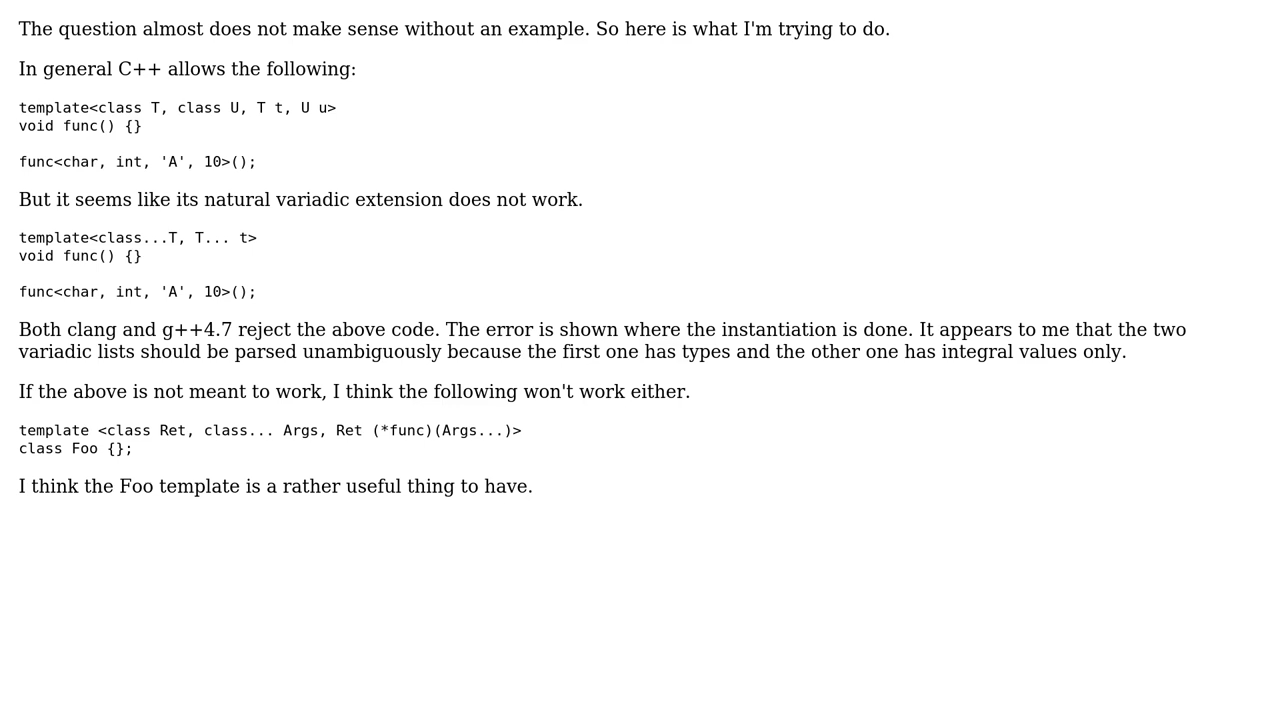 The question almost does not make sense without an example. So here is what I'm trying to do.
In general C++ allows the following:
template<class T, class U, T t, U u>
void func() {}
func<char, int, 'A', 10>();
But it seems like its natural variadic extension does not work.
template<class...T, T... t>
void func() {}
func<char, int, 'A', 10>();
Both clang and g++4.7 reject the above code. The error is shown where the instantiation is done. It appears to me that the two
variadic lists should be parsed unambiguously because the first one has types and the other one has integral values only.
If the above is not meant to work, I think the following won't work either.
template <class Ret, class... Args, Ret (*func)(Args...)>
class Foo {};
I think the Foo template is a rather useful thing to have.